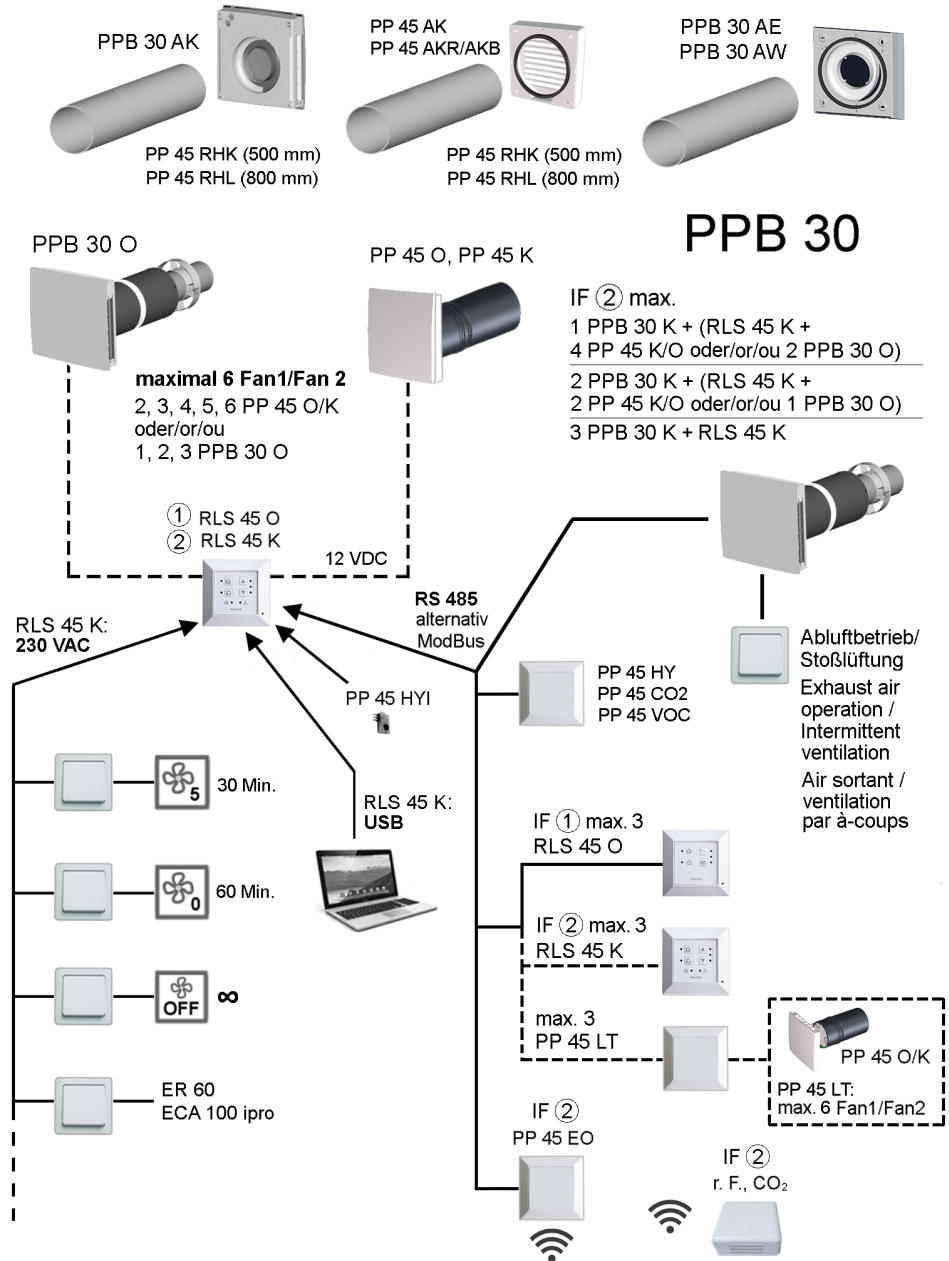 PPB 30 AK
PP 45 RHK (500 mm)
PP 45 RHL (800 mm)
PP 45 AK
PP 45 AKR/AKB
PP 45 RHK (500 mm)
PP 45 RHL (800 mm)
PPB 30 AE
PPB 30 AW
PPB 30
PPB 30 O
PP 45 O, PP 45 K
IF ② max.
1 PPB 30 K + (RLS 45 K +
4 PP 45 K/O oder/or/ou 2 PPB 30 O)
2 PPB 30 K + (RLS 45 K +
2 PP 45 K/O oder/or/ou 1 PPB 30 O)
3 PPB 30 K + RLS 45 K
maximal 6 Fan1/Fan 2
2, 3, 4, 5, 6 PP 45 O/K
oder/or/ou
1, 2, 3 PPB 30 O
① RLS 45 O
② RLS 45 K
12 VDC
RLS 45 K:
230 VAC
RS 485
alternativ
ModBus
PP 45 HYI
PP 45 HY
PP 45 CO2
PP 45 VOC
Abluftbetrieb/
Stoßlüftung
Exhaust air
operation /
Intermittent
ventilation
Air sortant /
ventilation
par à-coups
5
30 Min.
RLS 45 K:
USB
0
60 Min.
OFF
∞
ER 60
ECA 100 ipro
IF ① max. 3
RLS 45 O
IF ② max. 3
RLS 45 K
max. 3
PP 45 LT
PP 45 O/K
PP 45 LT:
max. 6 Fan1/Fan2
IF ②
PP 45 EO
IF ②
r. F., CO₂